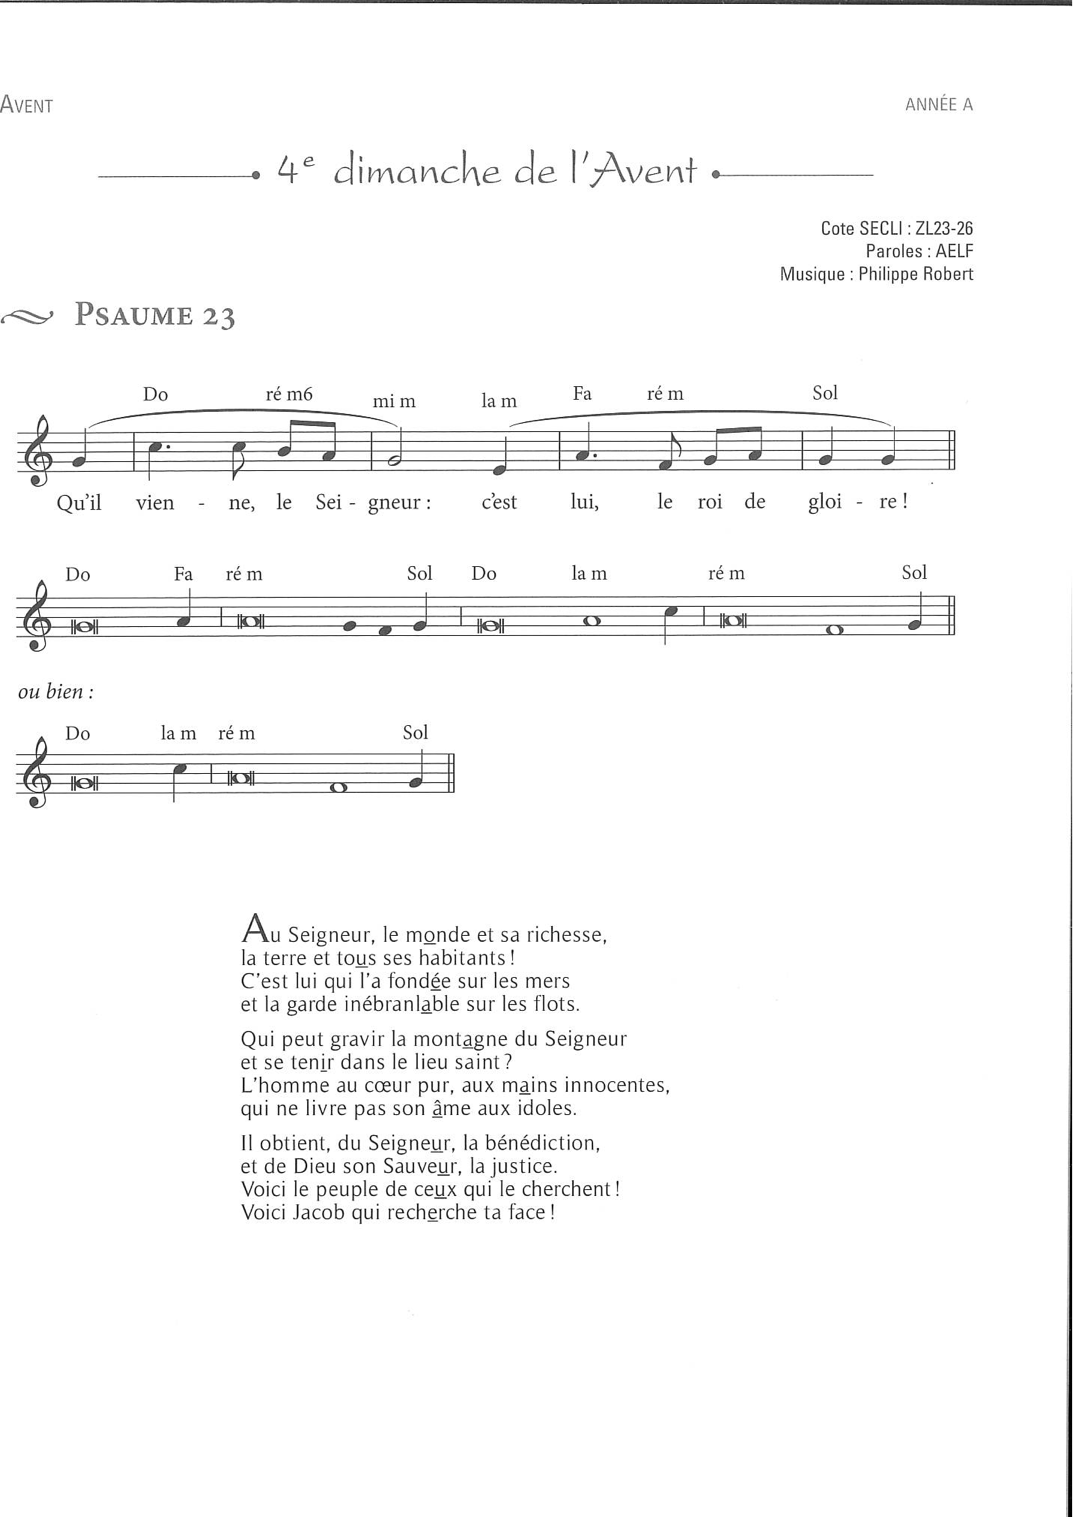 AVENT
ANNÉE A
4e dimanche de l'Avent
Cote SECLI : ZL23-26
Paroles : AELF
Musique : Philippe Robert
PSAUME 23
Do ré m6 mi m la m Fa ré m Sol
Qu'il vien - ne, le Sei - gneur : c'est lui, le roi de gloi - re !
Do Fa ré m Sol Do la m ré m Sol
ou bien :
Do la m ré m Sol
Au Seigneur, le monde et sa richesse,
la terre et tous ses habitants !
C'est lui qui l'a fondée sur les mers
et la garde inébranlable sur les flots.
Qui peut gravir la montagne du Seigneur
et se tenir dans le lieu saint ?
L'homme au cœur pur, aux mains innocentes,
qui ne livre pas son âme aux idoles.
Il obtient, du Seigneur, la bénédiction,
et de Dieu son Sauveur, la justice.
Voici le peuple de ceux qui le cherchent !
Voici Jacob qui recherche ta face !